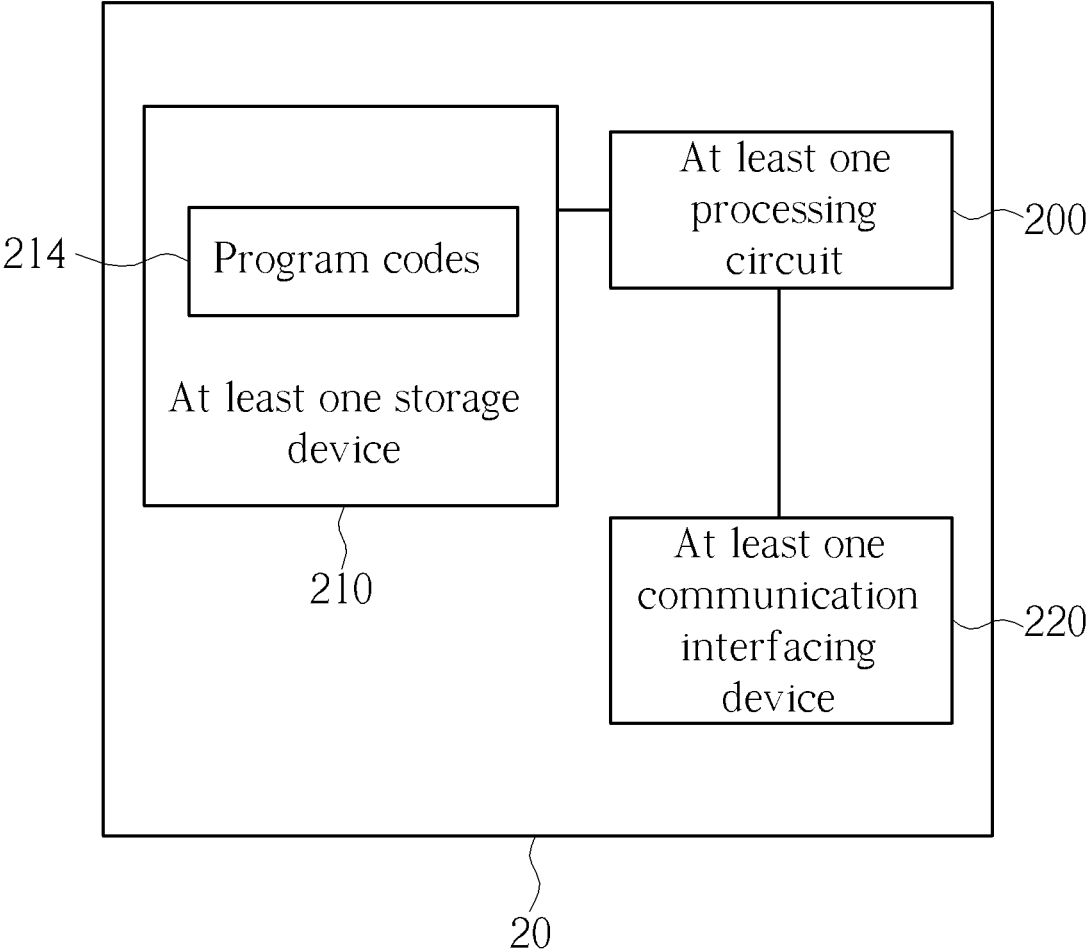 At least one
processing
circuit
200
214
Program codes
At least one storage
device
210
At least one
communication
interfacing
device
220
20